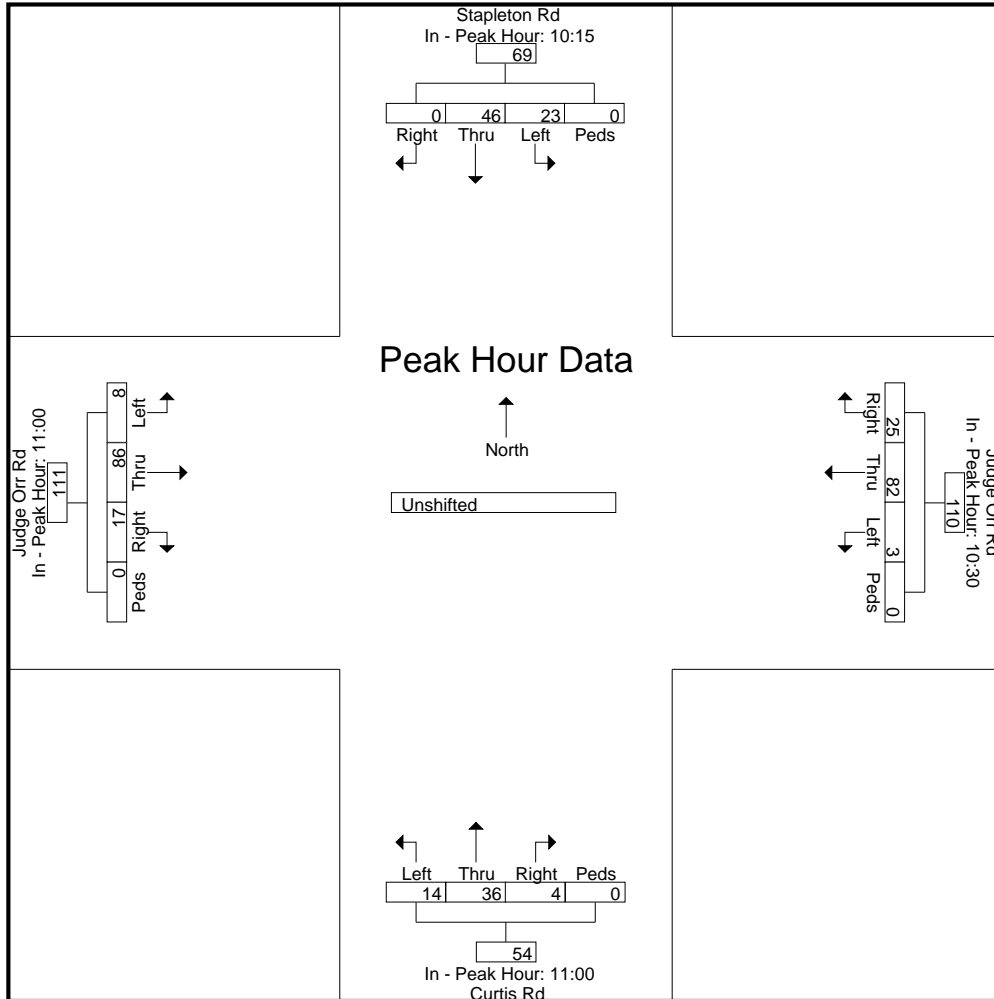 Stapleton Rd
In - Peak Hour: 10:15
69
0 46 23 0
Right Thru Left Peds
Peak Hour Data
North
Unshifted
Judge Orr Rd
In - Peak Hour: 11:00
111
8 86 17 0
Left Thru Right Peds
Judge Orr Rd
In - Peak Hour: 10:30
110
25 82 3 0
Right Thru Left Peds
Left Thru Right Peds
14 36 4 0
54
In - Peak Hour: 11:00
Curtis Rd